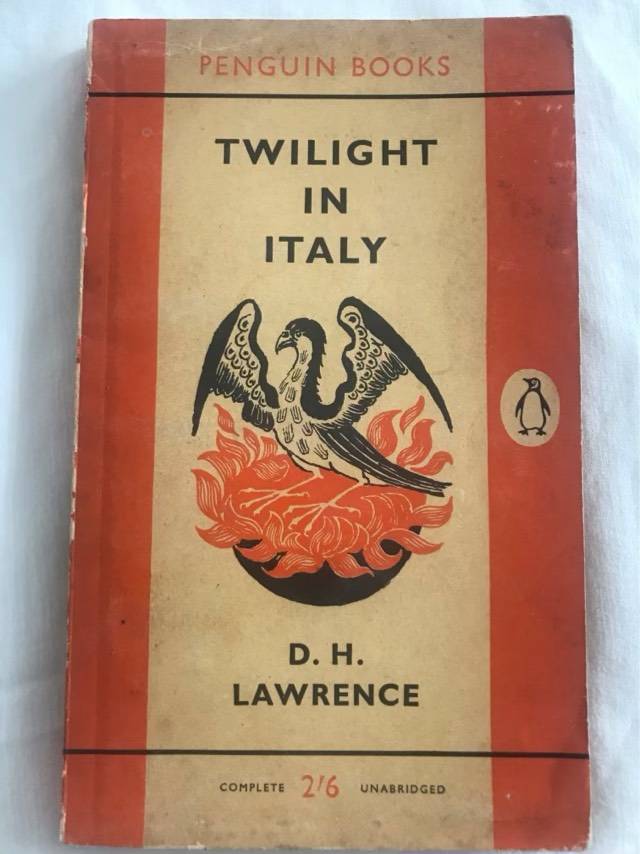 PENGUIN BOOKS
TWILIGHT
IN
ITALY
D. H.
LAWRENCE
COMPLETE 2/6 UNABRIDGED